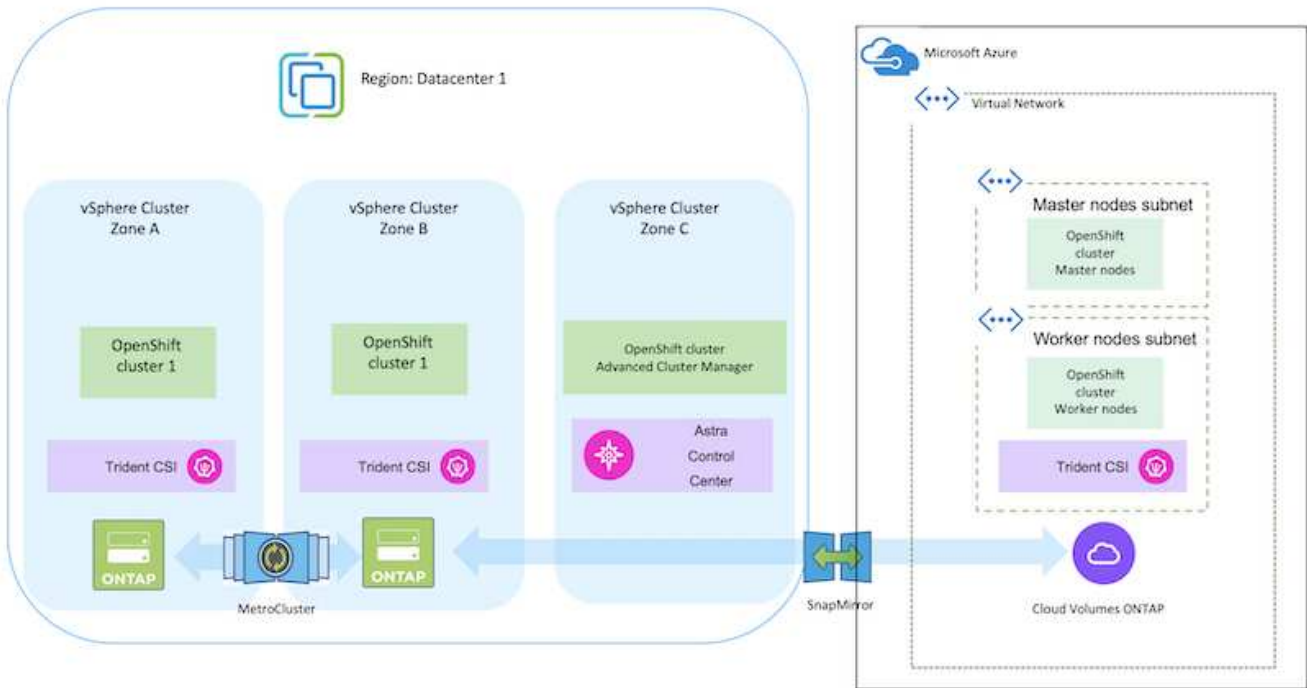 Region: Datacenter 1
vSphere Cluster
Zone A
OpenShift
cluster 1
Trident CSI
ONTAP
MetroCluster
vSphere Cluster
Zone B
OpenShift
cluster 1
Trident CSI
ONTAP
vSphere Cluster
Zone C
OpenShift cluster
Advanced Cluster Manager
Astra
Control
Center
SnapMirror
Microsoft Azure
Virtual Network
Master nodes subnet
OpenShift
cluster
Master nodes
Worker nodes subnet
OpenShift
cluster
Worker nodes
Trident CSI
Cloud Volumes ONTAP